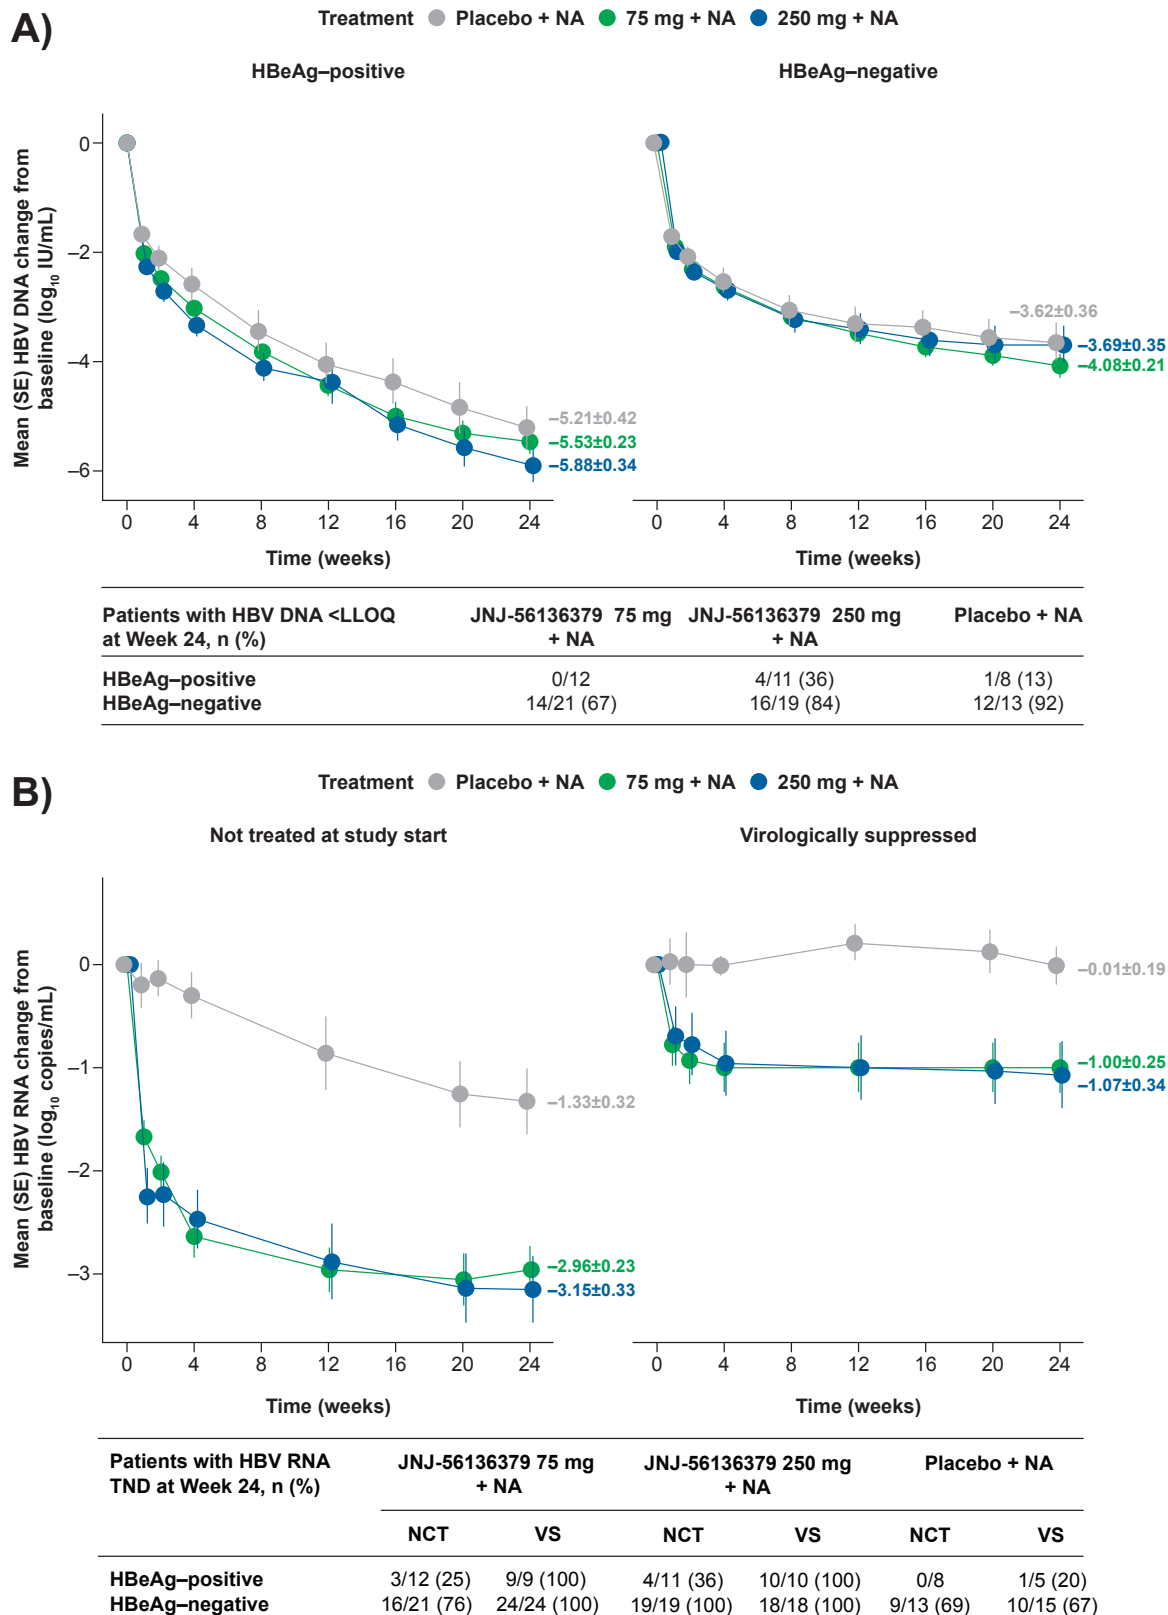 A)
Treatment Placebo + NA 75 mg + NA 250 mg + NA
HBeAg–positive
HBeAg–negative
Mean (SE) HBV DNA change from
baseline (log10 IU/mL)
0
–2
–4
–6
–5.21±0.42
–5.53±0.23
–5.88±0.34
–3.62±0.36
–3.69±0.35
–4.08±0.21
0 4 8 12 16 20 24
0 4 8 12 16 20 24
Time (weeks)
Time (weeks)
Patients with HBV DNA <LLOQ JNJ-56136379 75 mg JNJ-56136379 250 mg Placebo + NA
at Week 24, n (%) + NA + NA
HBeAg–positive 0/12 4/11 (36) 1/8 (13)
HBeAg–negative 14/21 (67) 16/19 (84) 12/13 (92)
B)
Treatment Placebo + NA 75 mg + NA 250 mg + NA
Not treated at study start
Virologically suppressed
Mean (SE) HBV RNA change from
baseline (log10 copies/mL)
0
–1
–2
–3
–1.33±0.32
–2.96±0.23
–3.15±0.33
–0.01±0.19
–1.00±0.25
–1.07±0.34
0 4 8 12 16 20 24
0 4 8 12 16 20 24
Time (weeks)
Time (weeks)
Patients with HBV RNA JNJ-56136379 75 mg JNJ-56136379 250 mg Placebo + NA
TND at Week 24, n (%) + NA + NA
NCT VS NCT VS NCT VS
HBeAg–positive 3/12 (25) 9/9 (100) 4/11 (36) 10/10 (100) 0/8 1/5 (20)
HBeAg–negative 16/21 (76) 24/24 (100) 19/19 (100) 18/18 (100) 9/13 (69) 10/15 (67)